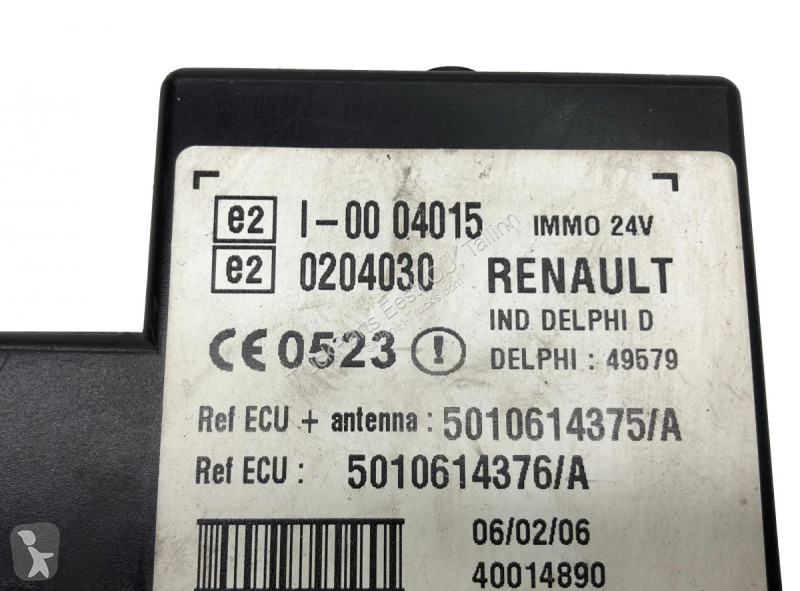 e2 I-00 04015 IMMO 24V
e2 0204030 RENAULT
IND DELPHI D
CE 0523 ! DELPHI : 49579
Ref ECU + antenna : 5010614375/A
Ref ECU : 5010614376/A
06/02/06
40014890